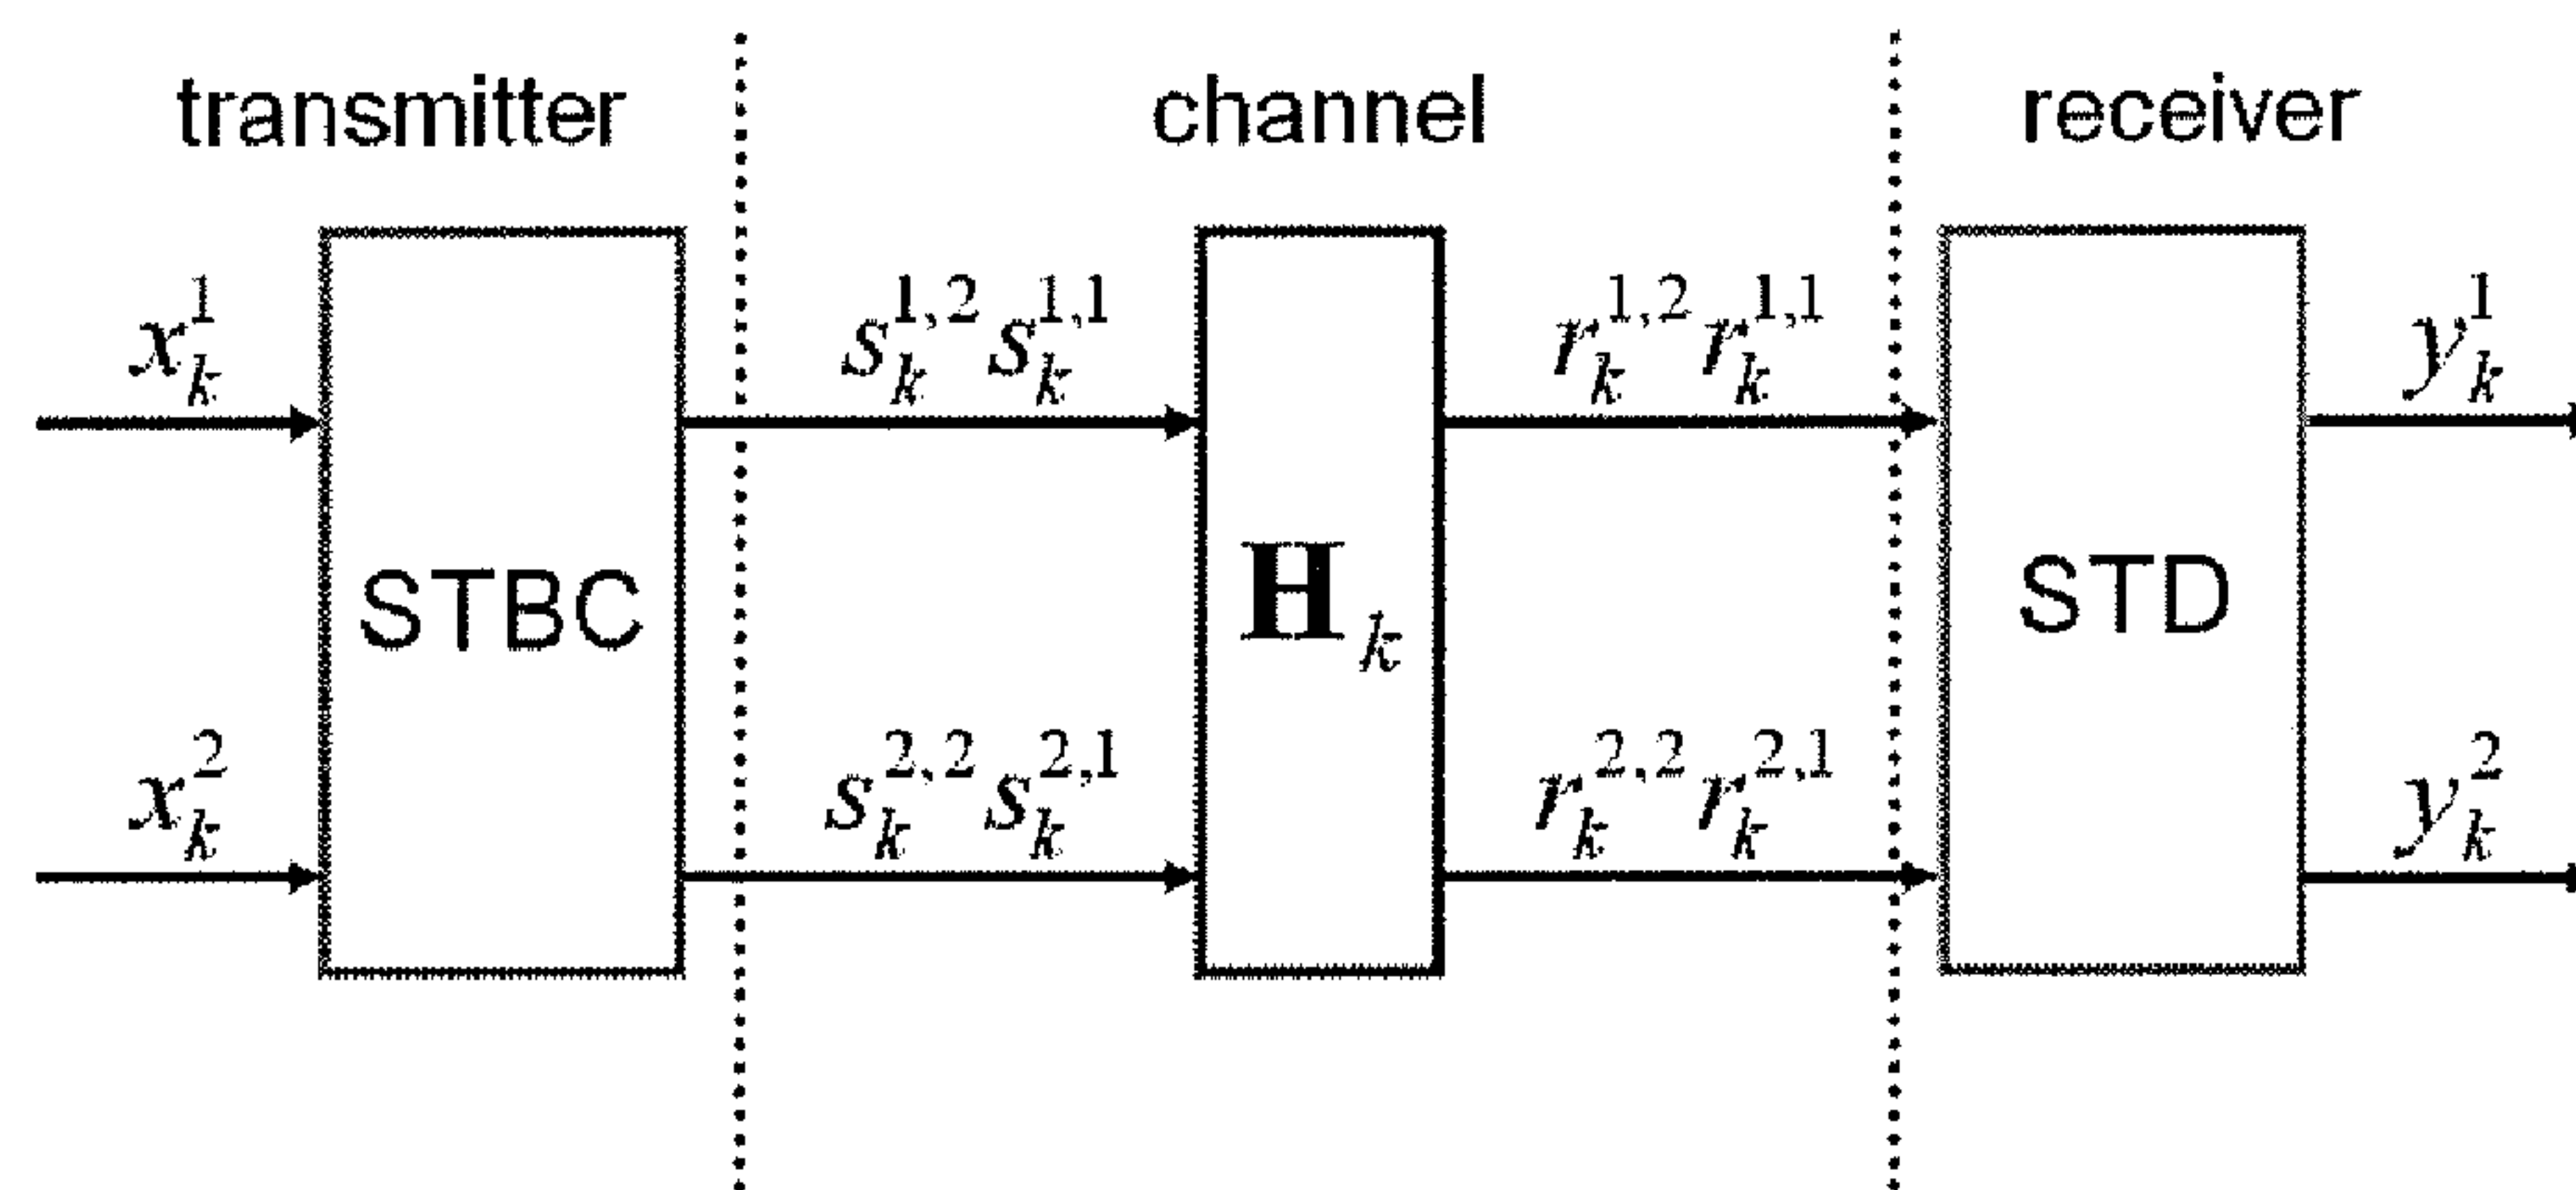 transmitter channel receiver
x_k^1 s_k^{1,2} s_k^{1,1} r_k^{1,2} r_k^{1,1} y_k^1
STBC H_k STD
x_k^2 s_k^{2,2} s_k^{2,1} r_k^{2,2} r_k^{2,1} y_k^2